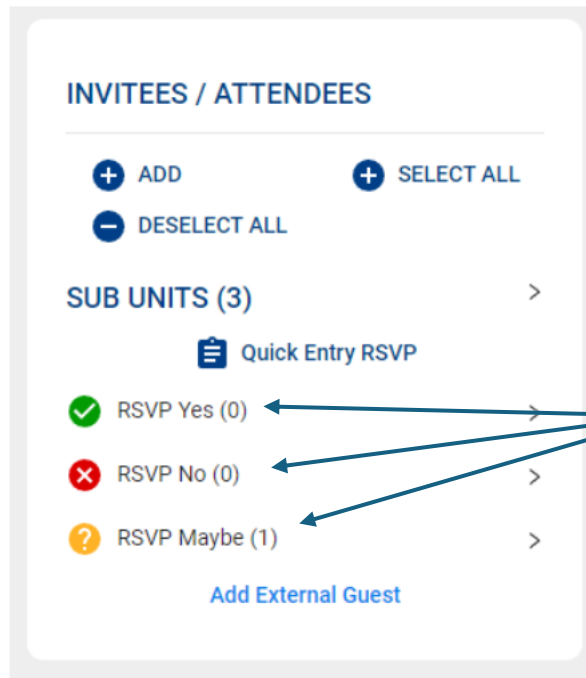 INVITEES / ATTENDEES
ADD
SELECT ALL
DESELECT ALL
SUB UNITS (3)
Quick Entry RSVP
RSVP Yes (0)
RSVP No (0)
RSVP Maybe (1)
Add External Guest